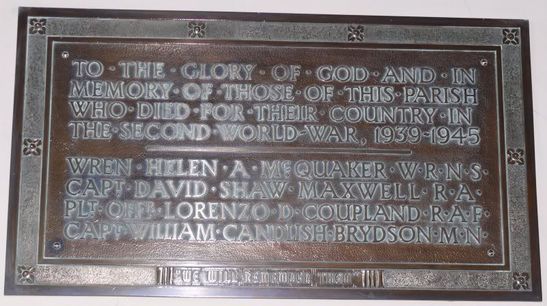 TO · THE · GLORY · OF · GOD · AND · IN
MEMORY · OF · THOSE · OF · THIS · PARISH
WHO · DIED · FOR · THEIR · COUNTRY · IN
THE · SECOND · WORLD · WAR, 1939-1945
WREN · HELEN · A · McQUAKER · W·R·N·S·
CAPT · DAVID · SHAW · MAXWELL · R·A·
PLT · OFFR · LORENZO · D · COUPLAND · R·A·F·
CAPT · WILLIAM · CANDLISH · BRYDSON · M·N·
"WE WILL REMEMBER THEM"